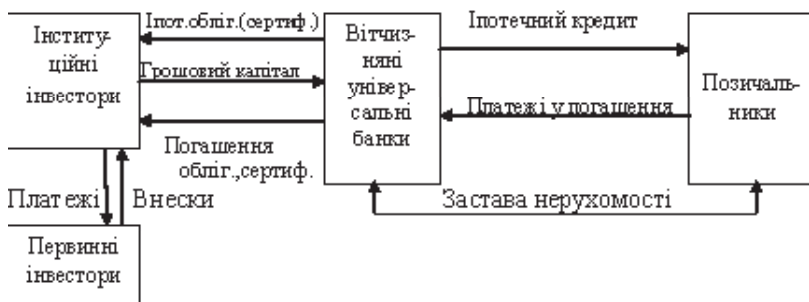 Інститу-
ційні
інвестори
Іпот.обліг.(сертиф.)
Грошовий капітал
Погашення
обліг.,сертиф.
Вітчиз-
няні
універ-
сальні
банки
Іпотечний кредит
Платежі у погашення
Позичаль-
ники
Застава нерухомості
Платежі
Внески
Первинні
інвестори